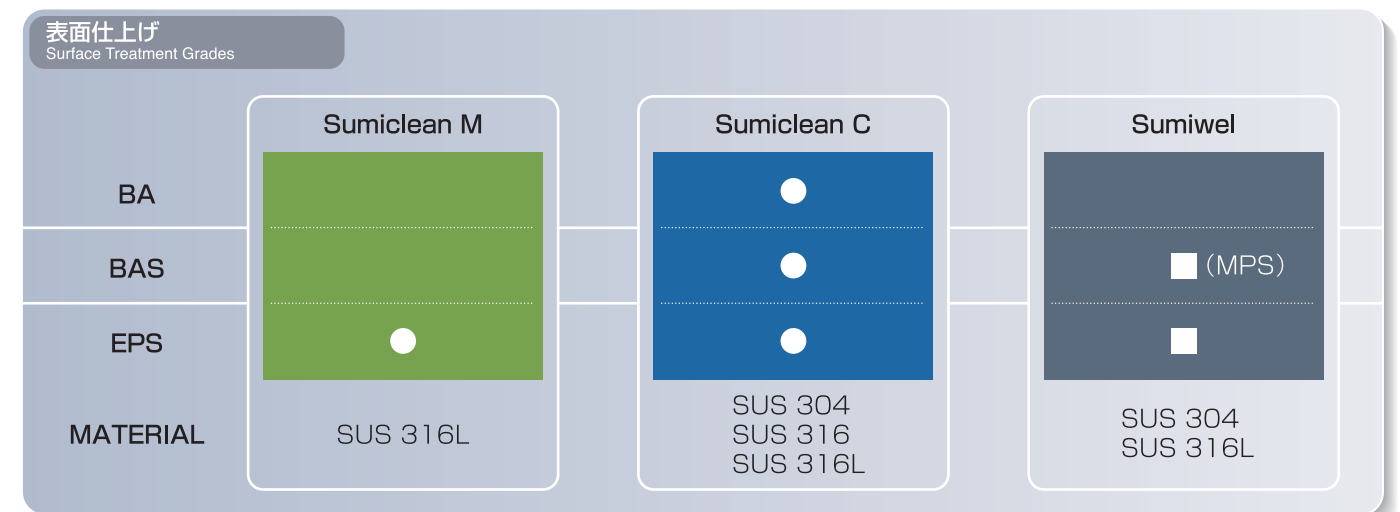 表面仕上げ
Surface Treatment Grades
Sumiclean M
Sumiclean C
Sumiwel
BA
BAS
(MPS)
EPS
MATERIAL
SUS 316L
SUS 304
SUS 316
SUS 316L
SUS 304
SUS 316L